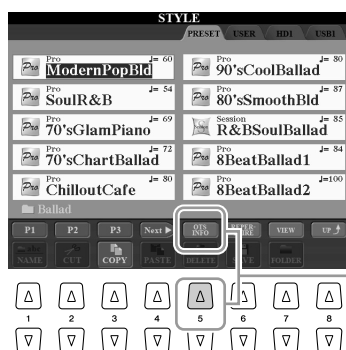 STYLE
PRESET USER HDI USB1
Pro ModernPopBld ♩= 60
Pro 90'sCoolBallad ♩= 80
Pro SoulR&B ♩= 54
Pro 80'sSmoothBld ♩= 87
Pro 70'sGlamPiano ♩= 69
Session R&BSoulBallad ♩= 85
Pro 70'sChartBallad ♩= 72
Pro 8BeatBallad1 ♩= 84
Pro ChilloutCafe ♩= 80
Pro 8BeatBallad2 ♩=100
Ballad
P1 P2 P3 Next OTS INFO VIEW UP
NAME CUT COPY PASTE DELETE FOLDER
1 2 3 4 5 6 7 8